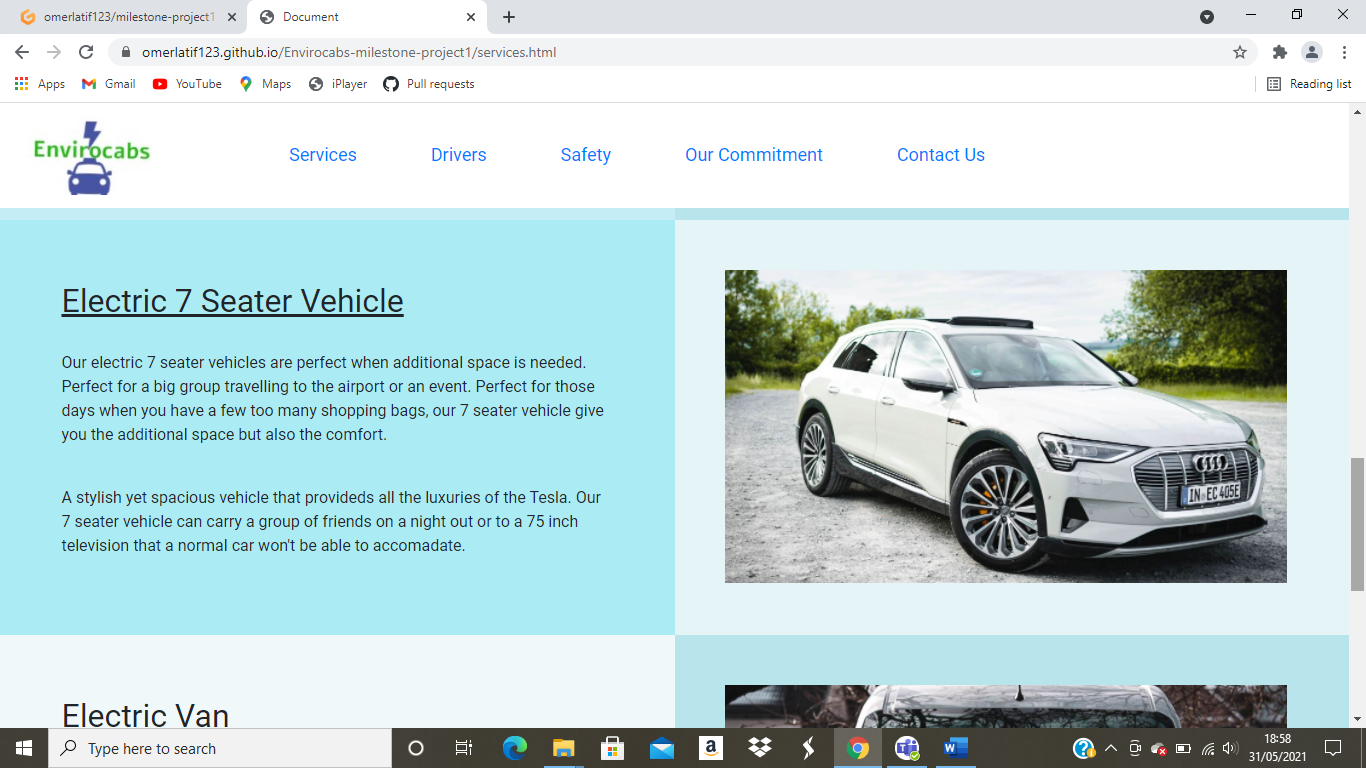 omerlatif123/milestone-project1
Document
omerlatif123.github.io/Envirocabs-milestone-project1/services.html
Apps
Gmail
YouTube
Maps
iPlayer
Pull requests
Reading list
Envirocabs
Services
Drivers
Safety
Our Commitment
Contact Us
Electric 7 Seater Vehicle
Our electric 7 seater vehicles are perfect when additional space is needed.
Perfect for a big group travelling to the airport or an event. Perfect for those
days when you have a few too many shopping bags, our 7 seater vehicle give
you the additional space but also the comfort.
A stylish yet spacious vehicle that provideds all the luxuries of the Tesla. Our
7 seater vehicle can carry a group of friends on a night out or to a 75 inch
television that a normal car won't be able to accomadate.
IN EC 405E
Electric Van
Type here to search
18:58
31/05/2021